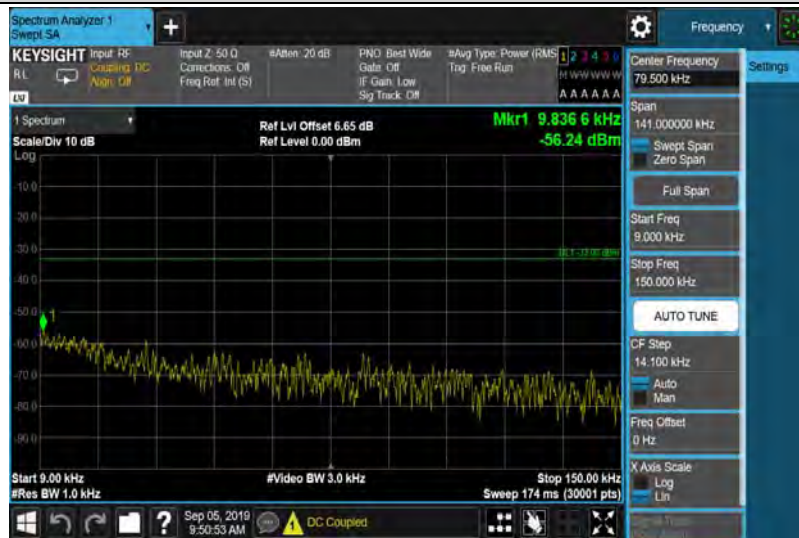 Spectrum Analyzer 1
Swept SA
+
Frequency
KEYSIGHT
Input: RF
Input Z: 50 Ω
#Atten: 20 dB
PNO: Best Wide
#Avg Type: Power (RMS
1 2 3 4 5 6
RL
Coupling: DC
Corrections: Off
Gate: Off
Trig: Free Run
M W W W W W
Align: Off
Freq Ref: Int (S)
IF Gain: Low
Sig Track: Off
A A A A A A
LXI
1 Spectrum
Scale/Div 10 dB
Ref Lvl Offset 6.65 dB
Ref Level 0.00 dBm
Mkr1 9.836 6 kHz
-56.24 dBm
Log
-10.0
-20.0
-30.0
-40.0
-50.0
-60.0
-70.0
-80.0
-90.0
1
Start 9.00 kHz
#Video BW 3.0 kHz
Stop 150.00 kHz
#Res BW 1.0 kHz
Sweep 174 ms (30001 pts)
Center Frequency
79.500 kHz
Settings
Span
141.000000 kHz
Swept Span
Zero Span
Full Span
Start Freq
9.000 kHz
Stop Freq
150.000 kHz
AUTO TUNE
CF Step
14.100 kHz
Auto
Man
Freq Offset
0 Hz
X Axis Scale
Log
Lin
?
Sep 05, 2019
9:50:53 AM
DC Coupled